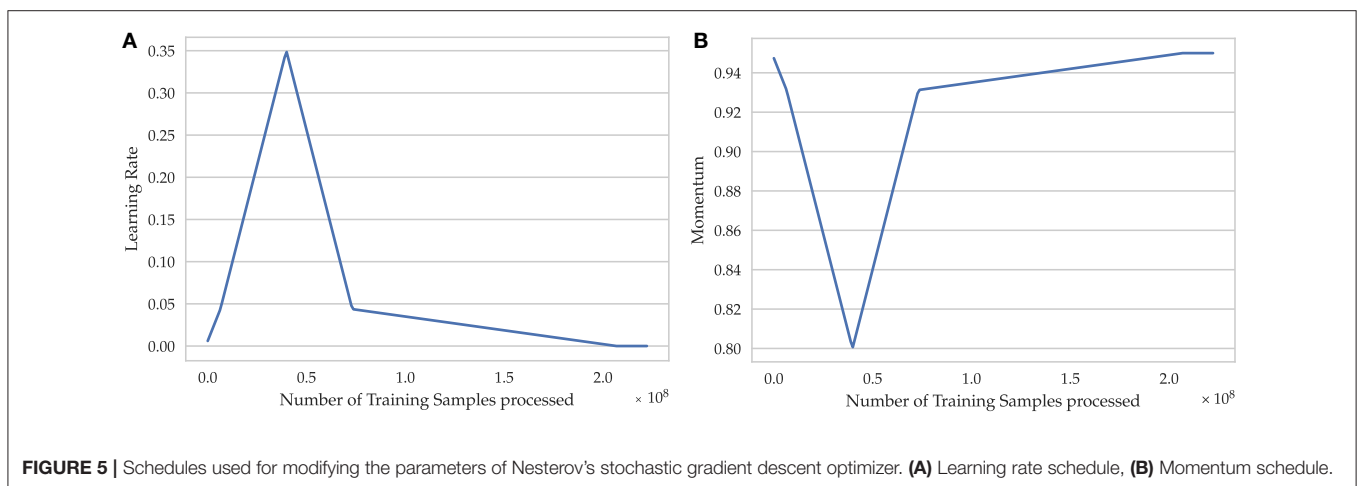 A
0.35
0.30
0.25
0.20
0.15
0.10
0.05
0.00
Learning Rate
0.0 0.5 1.0 1.5 2.0
Number of Training Samples processed × 10⁸
B
0.94
0.92
0.90
0.88
0.86
0.84
0.82
0.80
Momentum
0.0 0.5 1.0 1.5 2.0
Number of Training Samples processed × 10⁸
FIGURE 5 | Schedules used for modifying the parameters of Nesterov's stochastic gradient descent optimizer. (A) Learning rate schedule, (B) Momentum schedule.